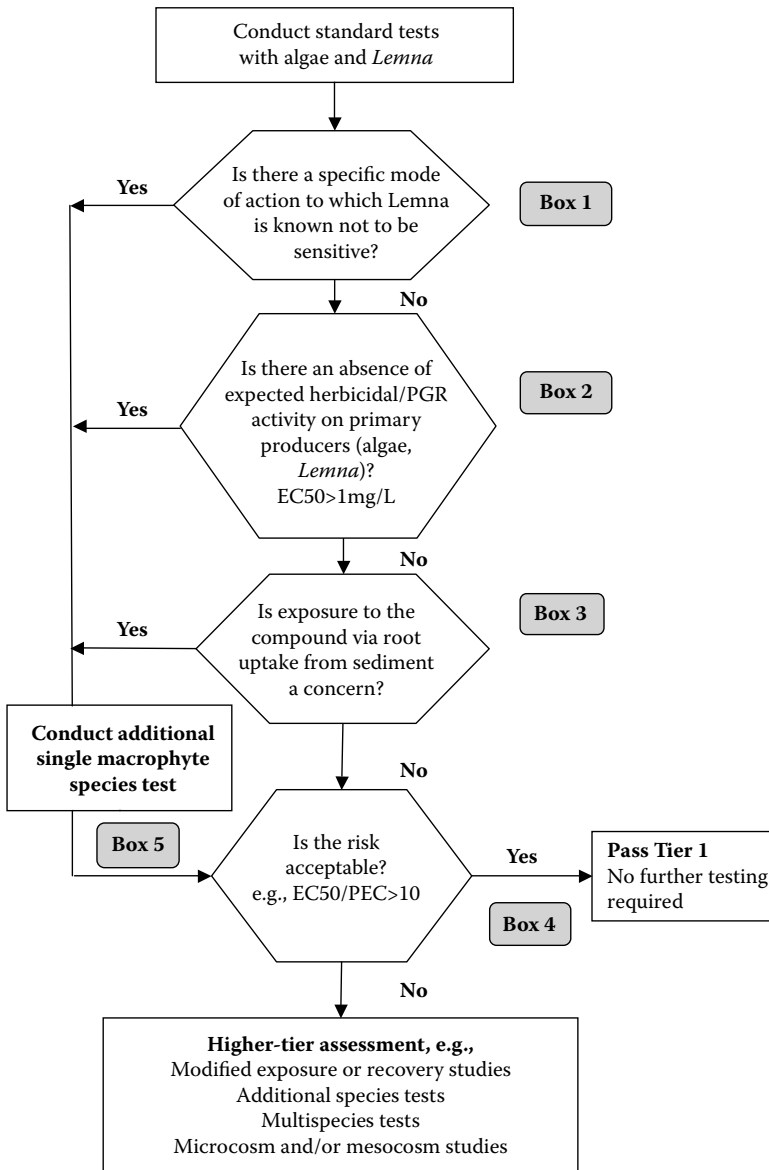 Conduct standard tests
with algae and Lemna
Is there a specific mode
of action to which Lemna
is known not to be
sensitive?
Yes
Box 1
No
Is there an absence of
expected herbicidal/PGR
activity on primary
producers (algae,
Lemna)?
EC50>1mg/L
Yes
Box 2
No
Is exposure to the
compound via root
uptake from sediment
a concern?
Yes
Box 3
Conduct additional
single macrophyte
species test
No
Box 5
Is the risk
acceptable?
e.g., EC50/PEC>10
Yes
Box 4
Pass Tier 1
No further testing
required
No
Higher-tier assessment, e.g.,
Modified exposure or recovery studies
Additional species tests
Multispecies tests
Microcosm and/or mesocosm studies